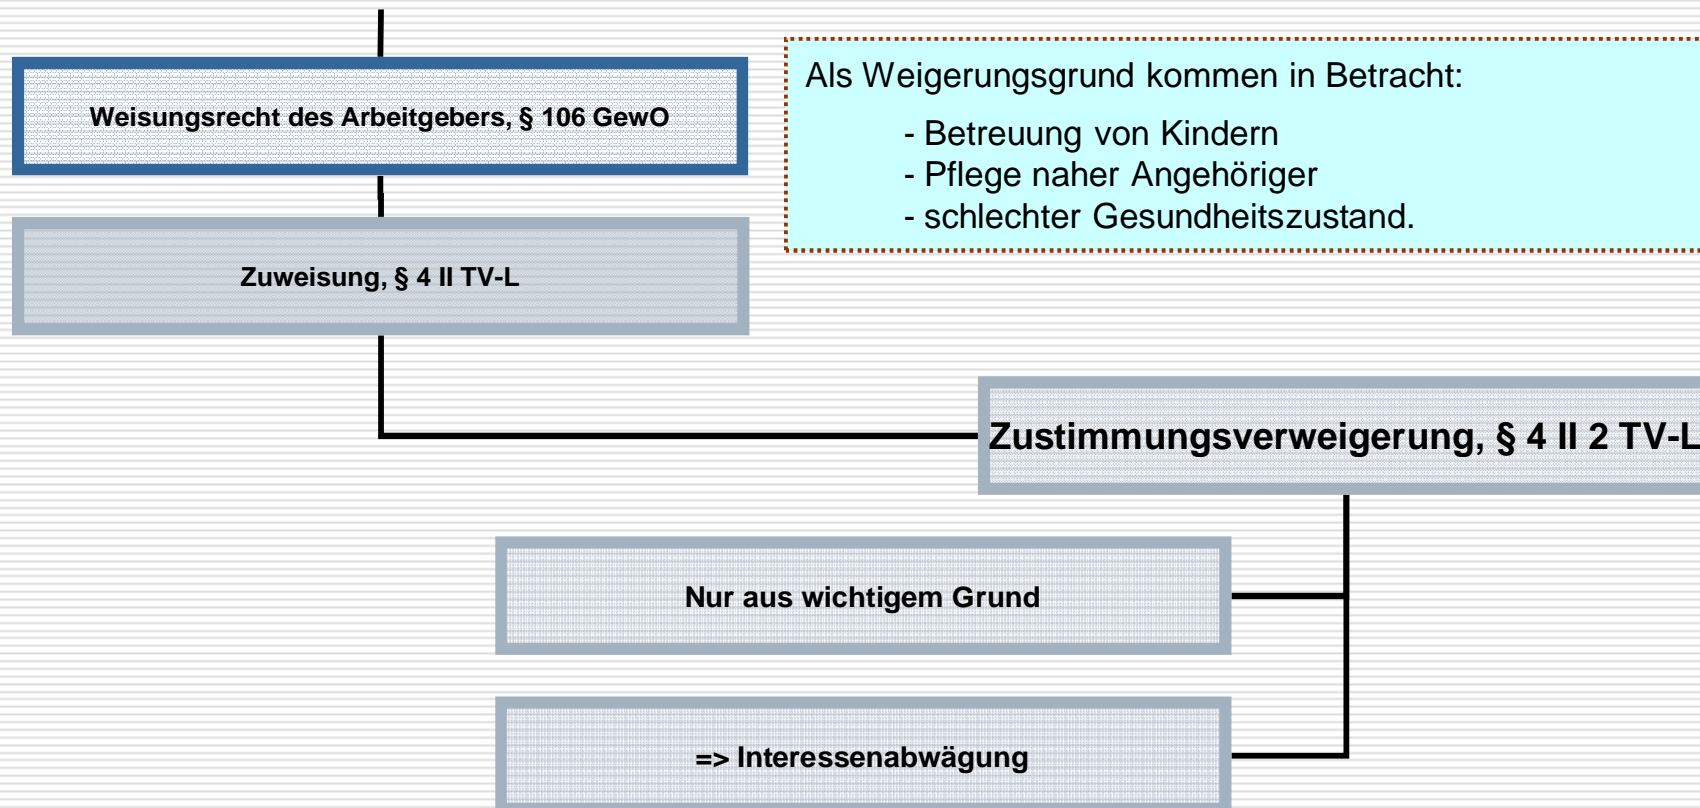 Weisungsrecht des Arbeitgebers, § 106 GewO
Als Weigerungsgrund kommen in Betracht:
- Betreuung von Kindern
- Pflege naher Angehöriger
- schlechter Gesundheitszustand.
Zuweisung, § 4 II TV-L
Zustimmungsverweigerung, § 4 II 2 TV-L
Nur aus wichtigem Grund
=> Interessenabwägung